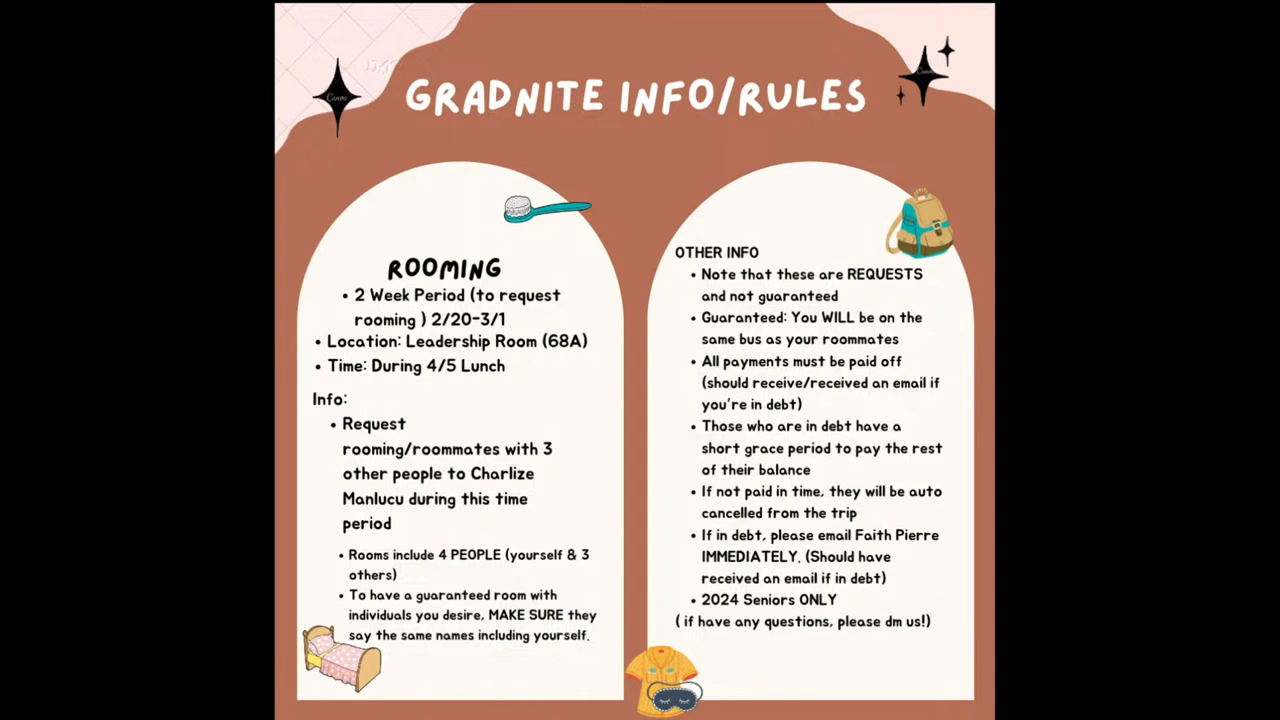 GRADNITE INFO/RULES
Canva
Canva
ROOMING
• 2 Week Period (to request
rooming ) 2/20-3/1
• Location: Leadership Room (68A)
• Time: During 4/5 Lunch
Info:
• Request
rooming/roommates with 3
other people to Charlize
Manlucu during this time
period
• Rooms include 4 PEOPLE (yourself & 3
others)
• To have a guaranteed room with
individuals you desire, MAKE SURE they
say the same names including yourself.
OTHER INFO
• Note that these are REQUESTS
and not guaranteed
• Guaranteed: You WILL be on the
same bus as your roommates
• All payments must be paid off
(should receive/received an email if
you're in debt)
• Those who are in debt have a
short grace period to pay the rest
of their balance
• If not paid in time, they will be auto
cancelled from the trip
• If in debt, please email Faith Pierre
IMMEDIATELY. (Should have
received an email if in debt)
• 2024 Seniors ONLY
( if have any questions, please dm us!)